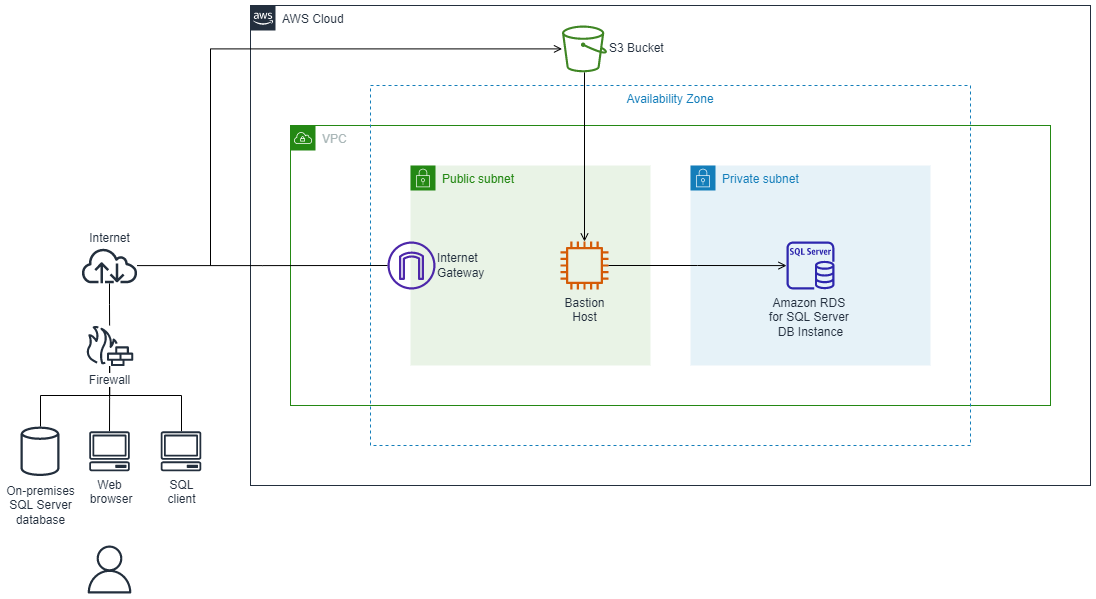 aws
AWS Cloud
S3 Bucket
Availability Zone
VPC
Public subnet
Private subnet
Internet
Internet
Gateway
SQL Server
Bastion
Host
Amazon RDS
for SQL Server
DB Instance
Firewall
On-premises
SQL Server
database
Web
browser
SQL
client